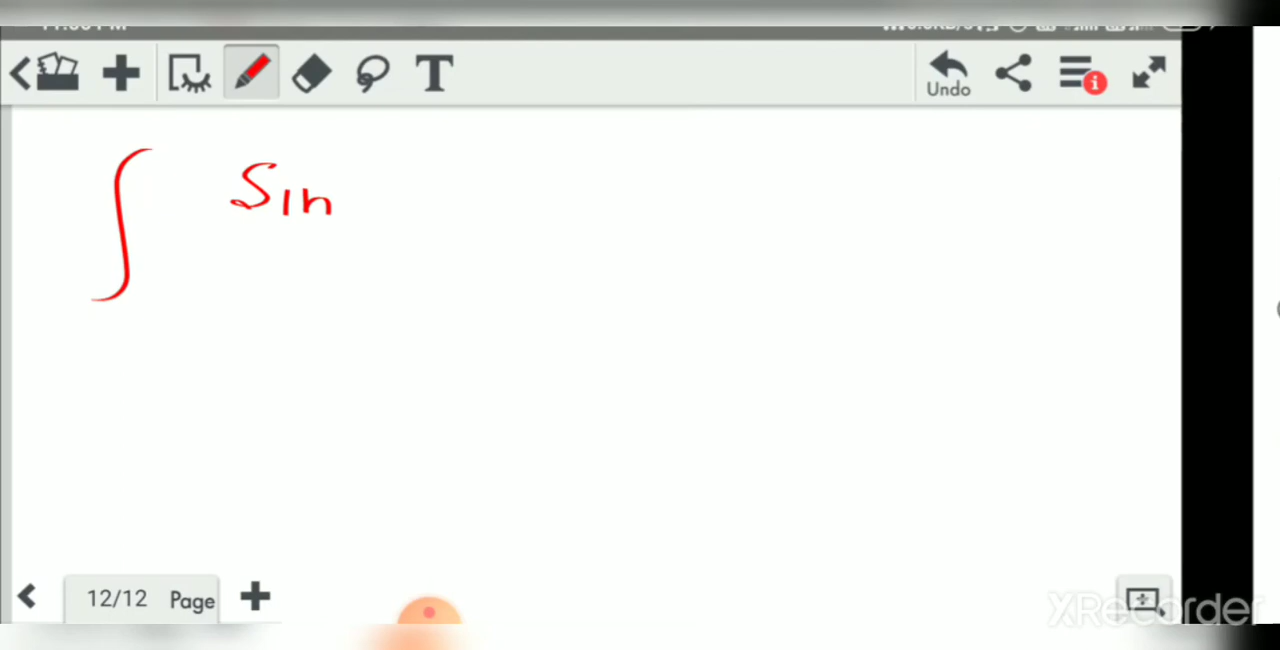 Undo
∫ Sin
12/12 Page
XRecorder